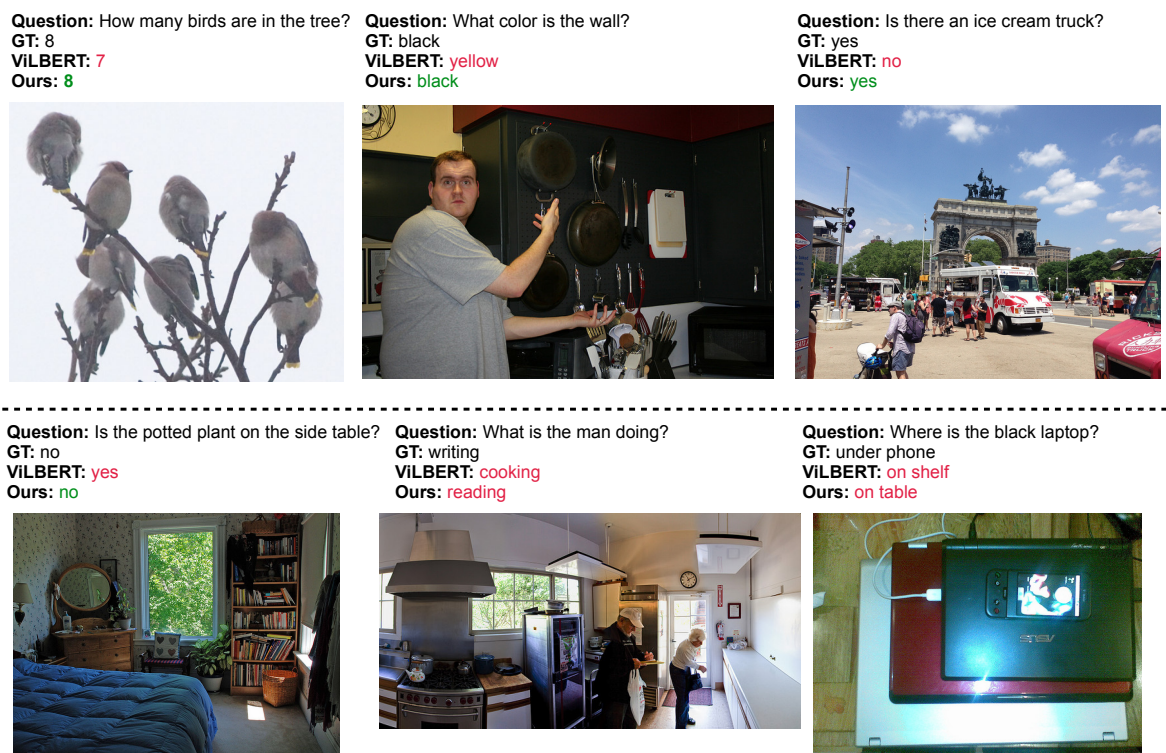 Question: How many birds are in the tree?
GT: 8
ViLBERT: 7
Ours: 8
Question: What color is the wall?
GT: black
ViLBERT: yellow
Ours: black
Question: Is there an ice cream truck?
GT: yes
ViLBERT: no
Ours: yes
Question: Is the potted plant on the side table?
GT: no
ViLBERT: yes
Ours: no
Question: What is the man doing?
GT: writing
ViLBERT: cooking
Ours: reading
Question: Where is the black laptop?
GT: under phone
ViLBERT: on shelf
Ours: on table
ASUS